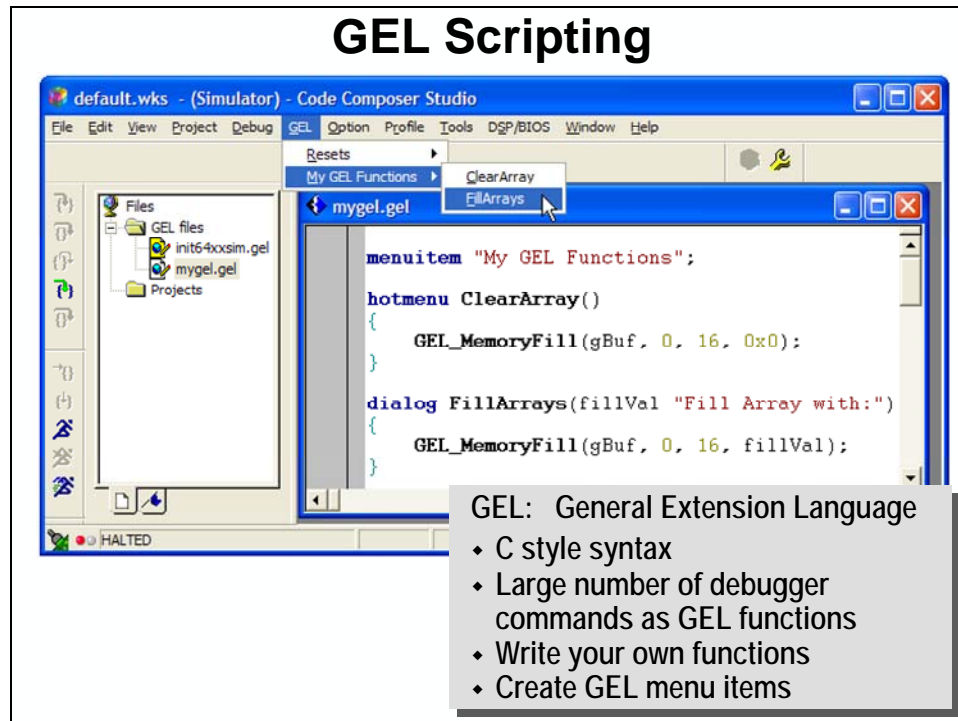 GEL Scripting
default.wks - (Simulator) - Code Composer Studio
File Edit View Project Debug GEL Option Profile Tools DSP/BIOS Window Help
Resets
My GEL Functions
ClearArray
FillArrays
Files
GEL files
init64xxsim.gel
mygel.gel
Projects
mygel.gel
menuitem "My GEL Functions";
hotmenu ClearArray()
{
GEL_MemoryFill(gBuf, 0, 16, 0x0);
}
dialog FillArrays(fillVal "Fill Array with:")
{
GEL_MemoryFill(gBuf, 0, 16, fillVal);
}
HALTED
GEL: General Extension Language
• C style syntax
• Large number of debugger
commands as GEL functions
• Write your own functions
• Create GEL menu items